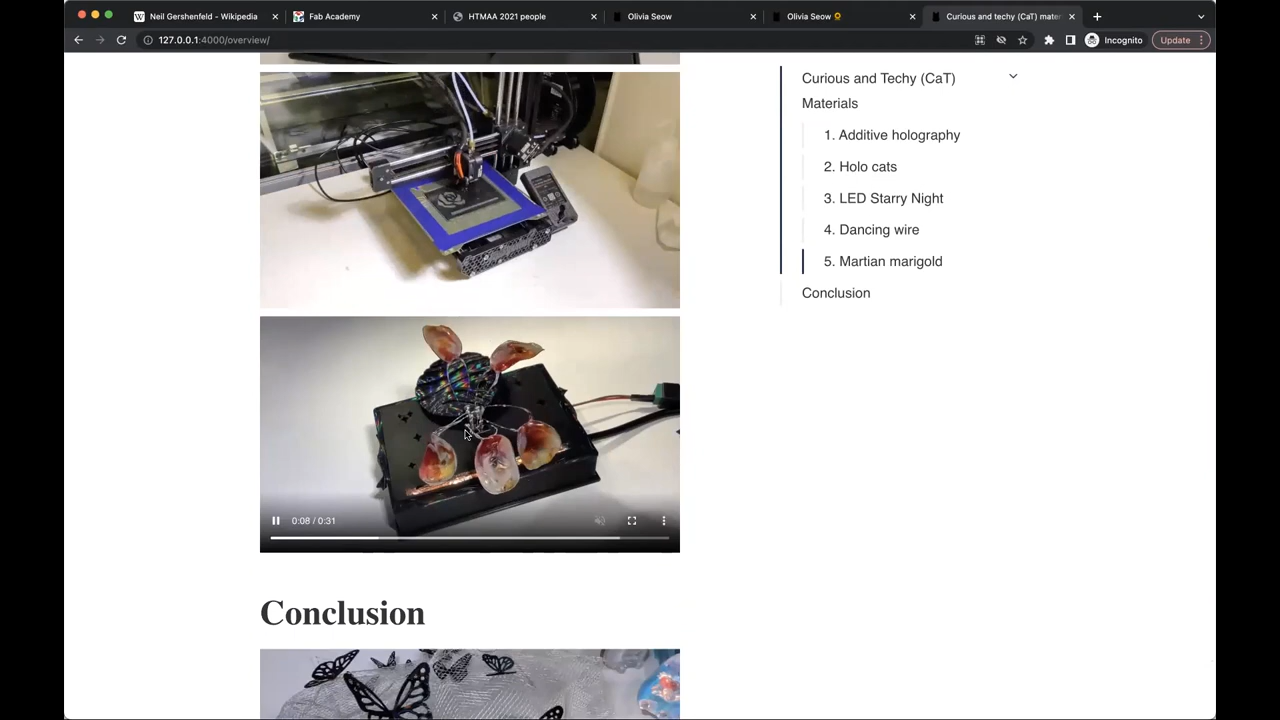 Neil Gershenfeld - Wikipedia
Fab Academy
HTMAA 2021 people
Olivia Seow
Olivia Seow
Curious and techy (CaT) mater
127.0.0.1:4000/overview/
Incognito
Update
Curious and Techy (CaT)
Materials
1. Additive holography
2. Holo cats
3. LED Starry Night
4. Dancing wire
5. Martian marigold
Conclusion
0:08 / 0:31
Conclusion